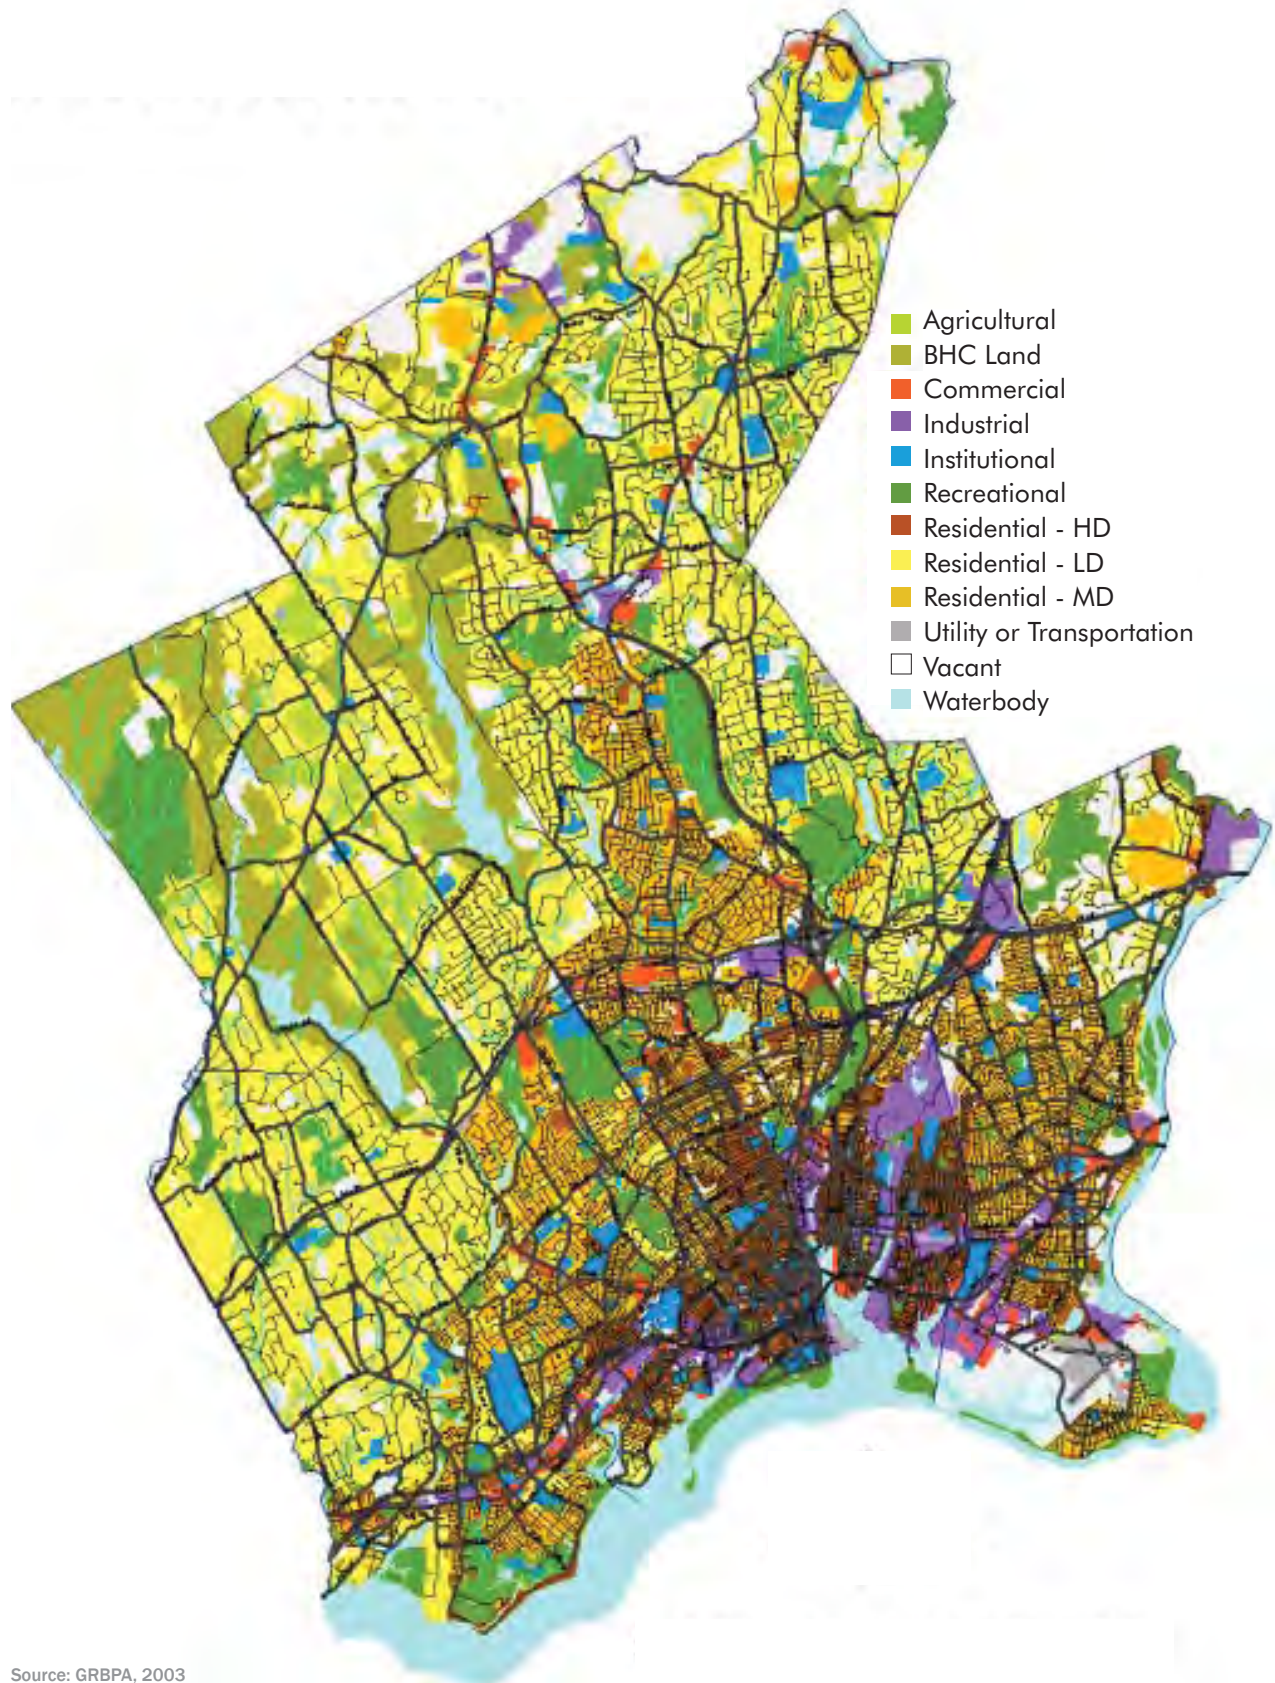 Agricultural
BHC Land
Commercial
Industrial
Institutional
Recreational
Residential - HD
Residential - LD
Residential - MD
Utility or Transportation
Vacant
Waterbody
Source: GRBPA, 2003